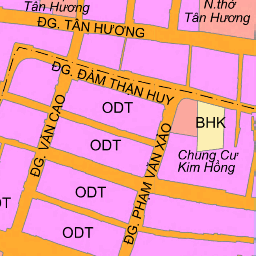 Tân Hương
N.thờ
Tân Hương
ĐG. TÂN HƯƠNG
ĐG. ĐÀM THẬN HUY
ODT
BHK
ĐG. VĂN CAO
ODT
Chung Cư
Kim Hồng
ODT
ĐG. PHẠM VĂN XẢO
ODT